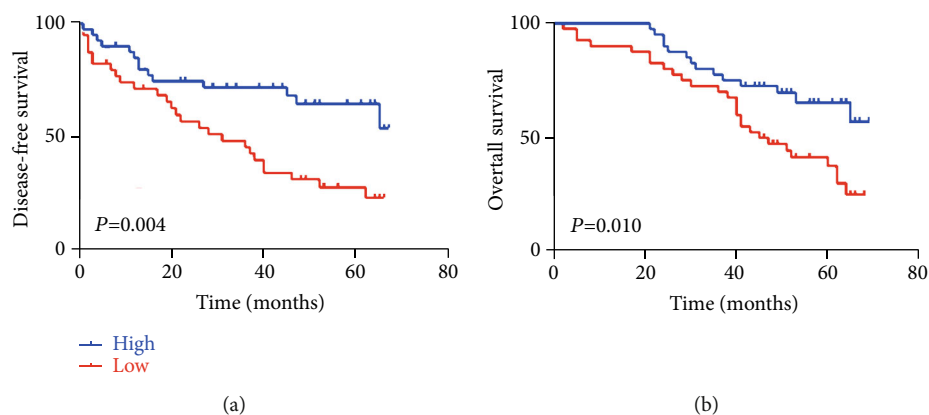 100
50
0
Disease-free survival
P=0.004
0 20 40 60 80
Time (months)
High
Low
(a)
100
50
0
Overtall survival
P=0.010
0 20 40 60 80
Time (months)
(b)